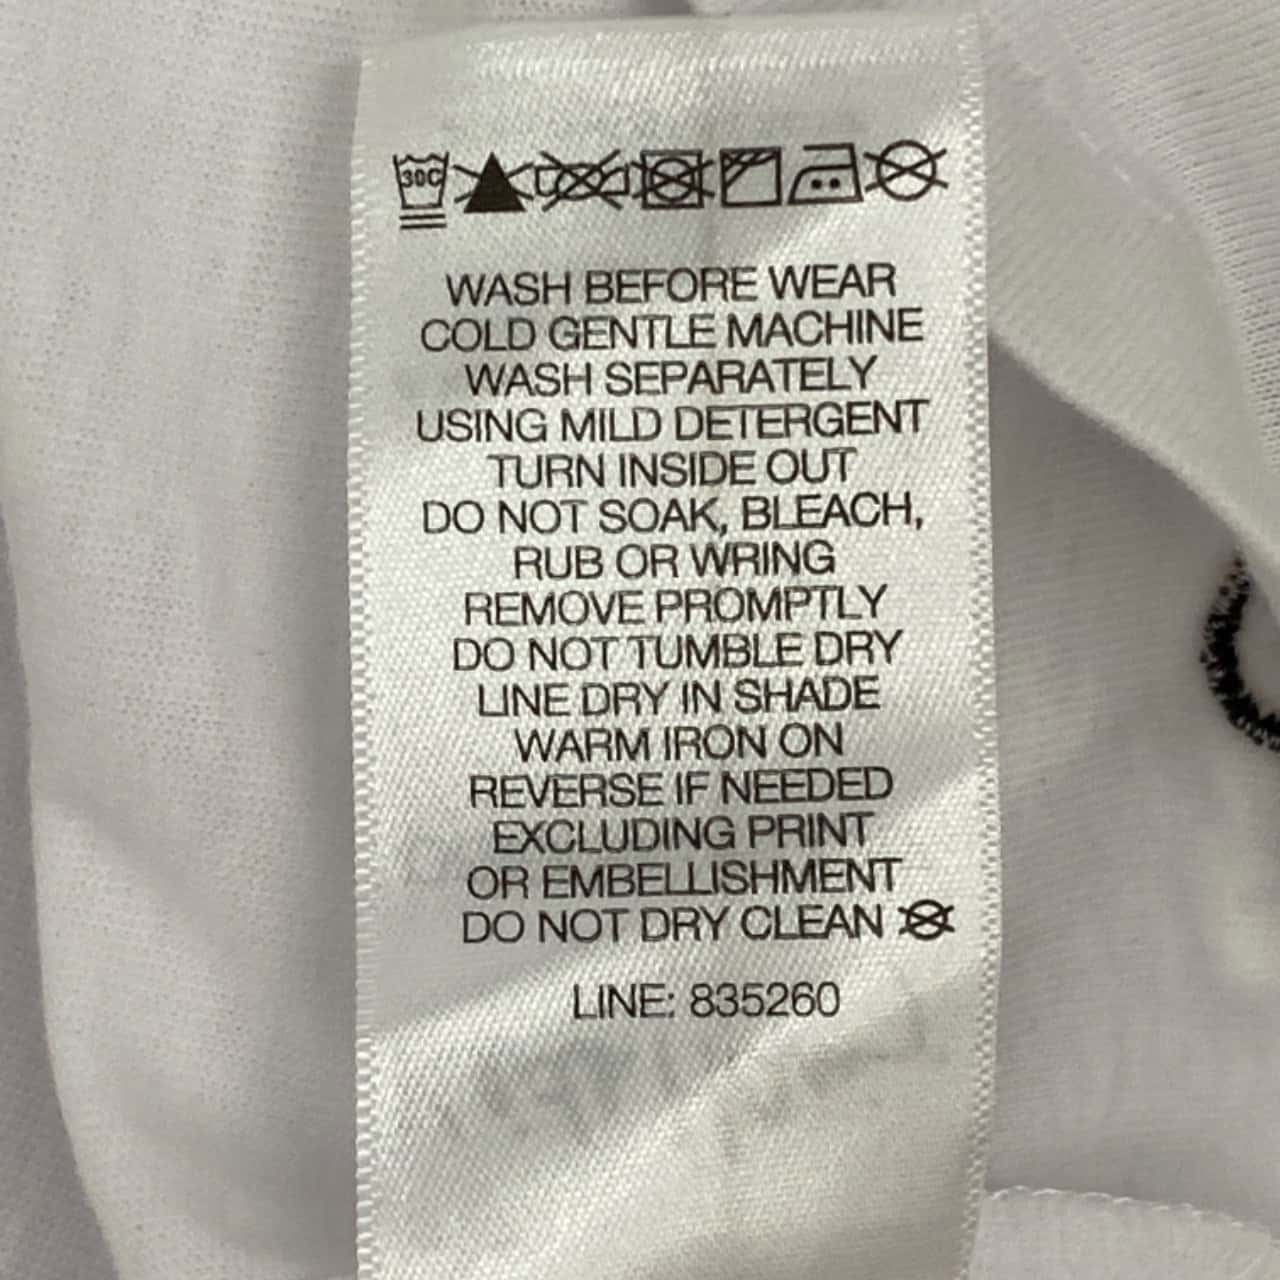 30C
WASH BEFORE WEAR
COLD GENTLE MACHINE
WASH SEPARATELY
USING MILD DETERGENT
TURN INSIDE OUT
DO NOT SOAK, BLEACH,
RUB OR WRING
REMOVE PROMPTLY
DO NOT TUMBLE DRY
LINE DRY IN SHADE
WARM IRON ON
REVERSE IF NEEDED
EXCLUDING PRINT
OR EMBELLISHMENT
DO NOT DRY CLEAN
LINE: 835260